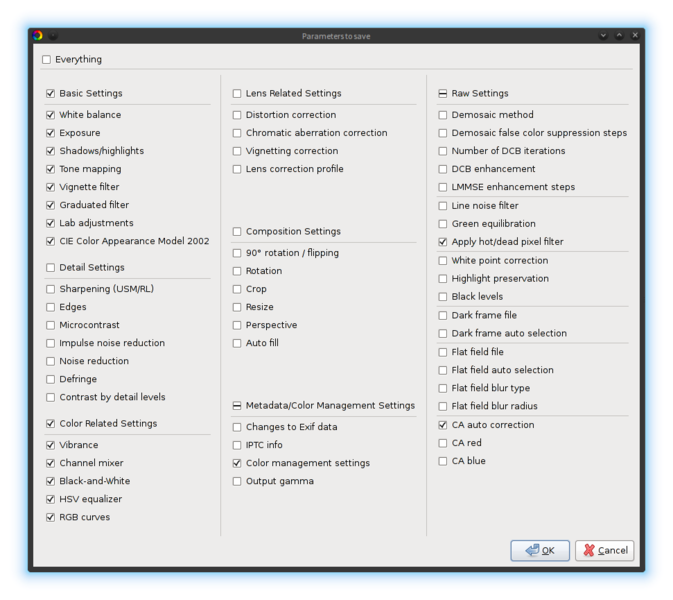 Parameters to save
Everything
Basic Settings
White balance
Exposure
Shadows/highlights
Tone mapping
Vignette filter
Graduated filter
Lab adjustments
CIE Color Appearance Model 2002
Detail Settings
Sharpening (USM/RL)
Edges
Microcontrast
Impulse noise reduction
Noise reduction
Defringe
Contrast by detail levels
Color Related Settings
Vibrance
Channel mixer
Black-and-White
HSV equalizer
RGB curves
Lens Related Settings
Distortion correction
Chromatic aberration correction
Vignetting correction
Lens correction profile
Composition Settings
90° rotation / flipping
Rotation
Crop
Resize
Perspective
Auto fill
Metadata/Color Management Settings
Changes to Exif data
IPTC info
Color management settings
Output gamma
Raw Settings
Demosaic method
Demosaic false color suppression steps
Number of DCB iterations
DCB enhancement
LMMSE enhancement steps
Line noise filter
Green equilibration
Apply hot/dead pixel filter
White point correction
Highlight preservation
Black levels
Dark frame file
Dark frame auto selection
Flat field file
Flat field auto selection
Flat field blur type
Flat field blur radius
CA auto correction
CA red
CA blue
OK
Cancel